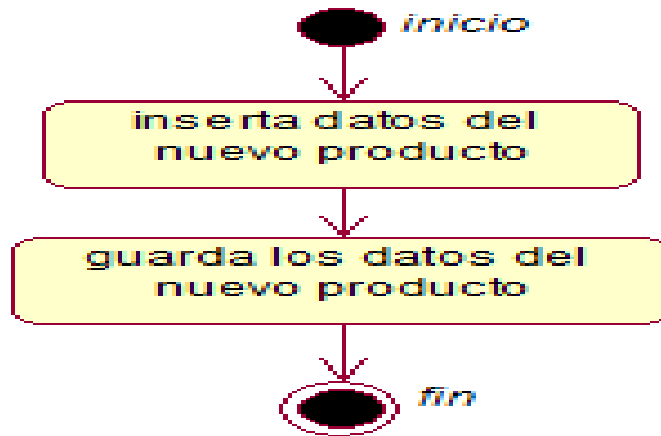 inicio
inserta datos del
nuevo producto
guarda los datos del
nuevo producto
fin